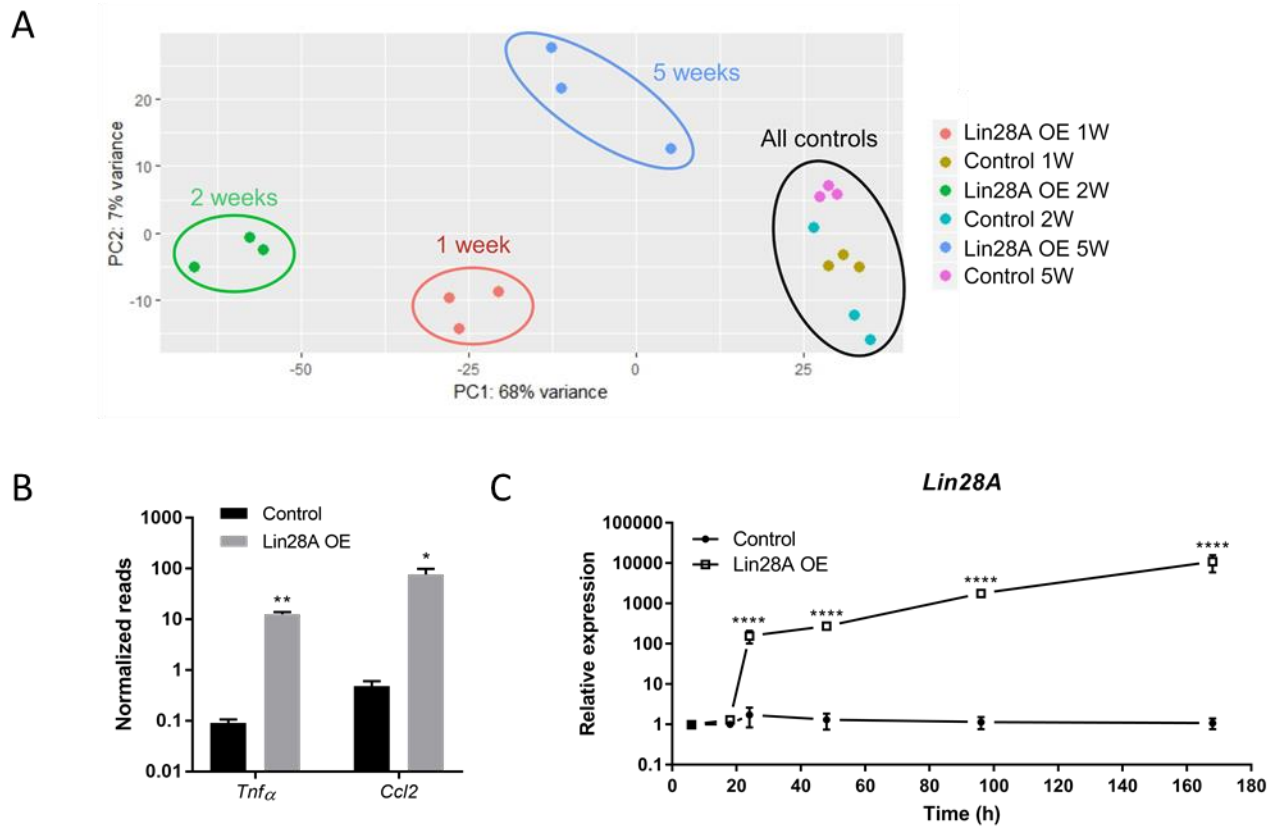 A
5 weeks
All controls
2 weeks
1 week
PC2: 7% variance
20
10
0
-10
-50
-25
0
25
PC1: 68% variance
Lin28A OE 1W
Control 1W
Lin28A OE 2W
Control 2W
Lin28A OE 5W
Control 5W
B
Control
Lin28A OE
Normalized reads
1000
100
10
1
0.1
0.01
**
*
Tnfα
Ccl2
C
Lin28A
Control
Lin28A OE
Relative expression
100000
10000
1000
100
10
1
0.1
****
****
****
****
0 20 40 60 80 100 120 140 160 180
Time (h)